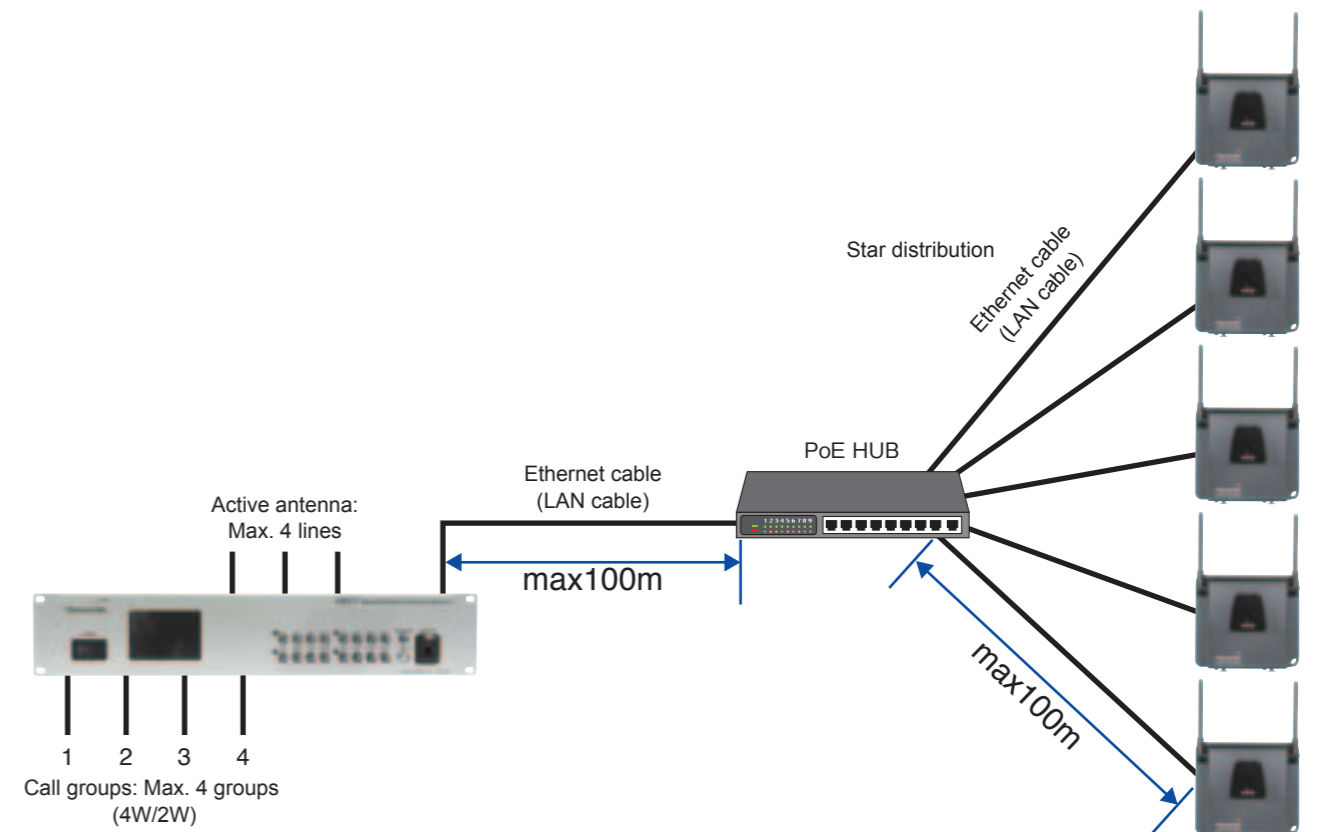 Star distribution
Ethernet cable
(LAN cable)
PoE HUB
Ethernet cable
(LAN cable)
Active antenna:
Max. 4 lines
123456789
max100m
max100m
1 2 3 4
Call groups: Max. 4 groups
(4W/2W)